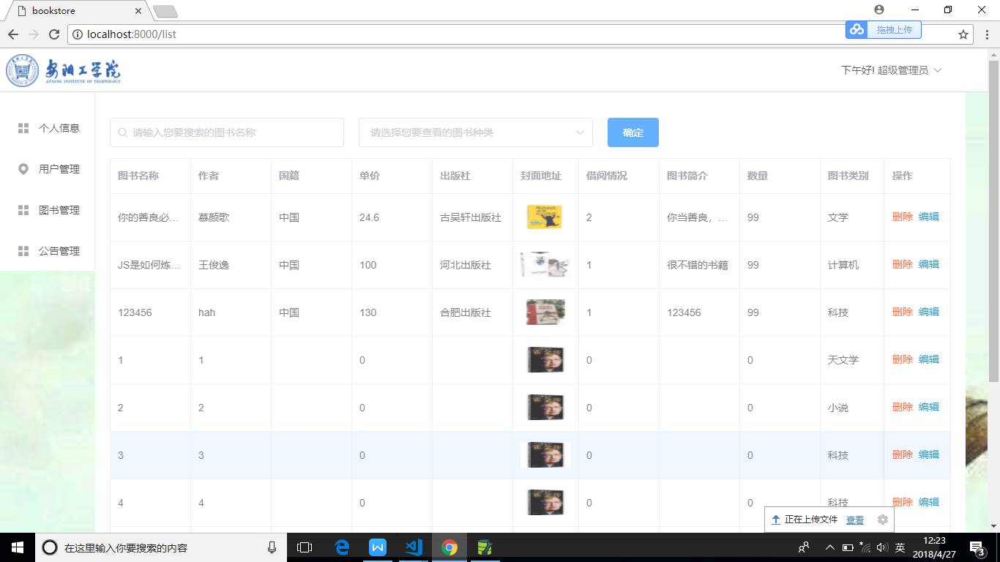 bookstore
localhost:8000/list
拖拽上传
安阳工学院
ANYANG INSTITUTE OF TECHNOLOGY
下午好! 超级管理员
个人信息
用户管理
图书管理
公告管理
请输入您要搜索的图书名称 请选择您要查看的图书种类 确定
图书名称 作者 国籍 单价 出版社 封面地址 借阅情况 图书简介 数量 图书类别 操作
你的善良必... 慕颜歌 中国 24.6 古吴轩出版社 2 你当善良，... 99 文学 删除 编辑
JS是如何炼... 王俊逸 中国 100 河北出版社 1 很不错的书籍 99 计算机 删除 编辑
123456 hah 中国 130 合肥出版社 1 123456 99 科技 删除 编辑
1 1 0 0 0 天文学 删除 编辑
2 2 0 0 0 小说 删除 编辑
3 3 0 0 0 科技 删除 编辑
4 4 0 0 0 科技 删除 编辑
正在上传文件 查看
在这里输入你要搜索的内容
英
12:23
2018/4/27
3